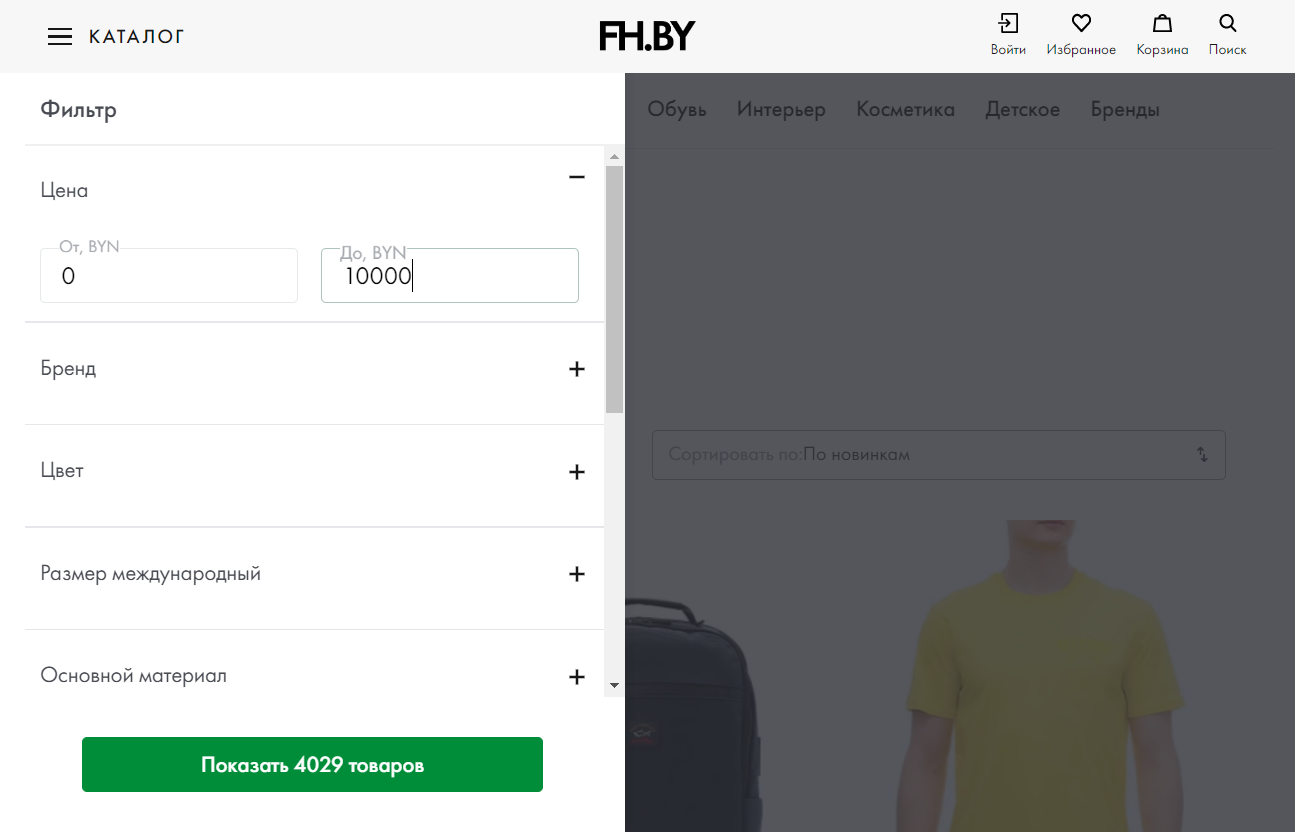 КАТАЛОГ
FH.BY
Войти
Избранное
Корзина
Поиск
Фильтр
Обувь
Интерьер
Косметика
Детское
Бренды
Цена
От, BYN
0
До, BYN
10000
Бренд
Цвет
Сортировать по:По новинкам
Размер международный
Основной материал
Показать 4029 товаров